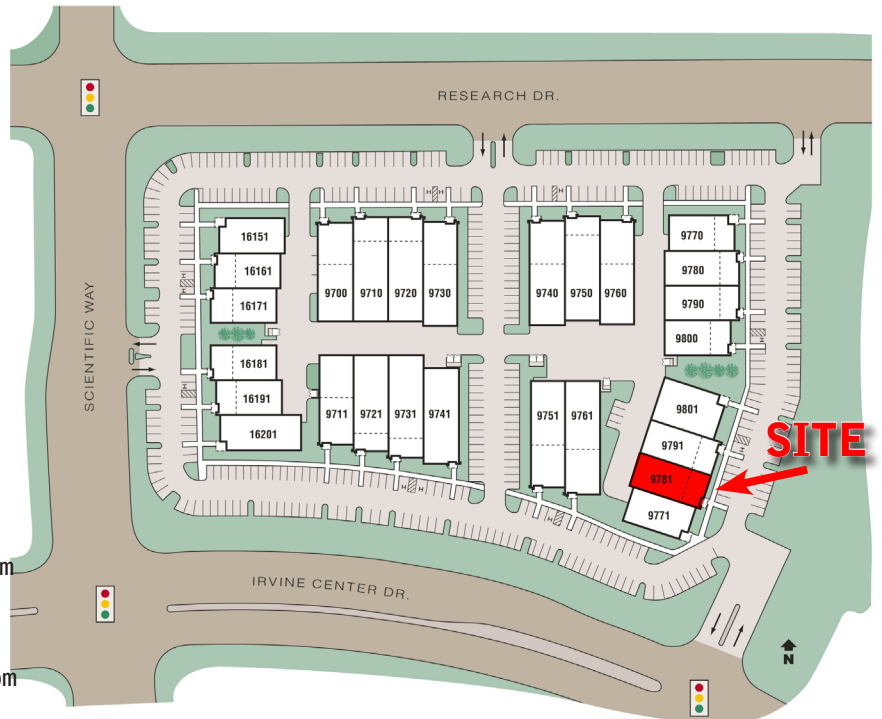 RESEARCH DR.
SCIENTIFIC WAY
16151
16161
16171
16181
16191
16201
9700
9710
9720
9730
9740
9750
9760
9770
9780
9790
9800
9711
9721
9731
9741
9751
9761
9801
9791
9781
9771
SITE
H H
H
H
H
H
H H
H
H
T
T
IRVINE CENTER DR.
m
om
N